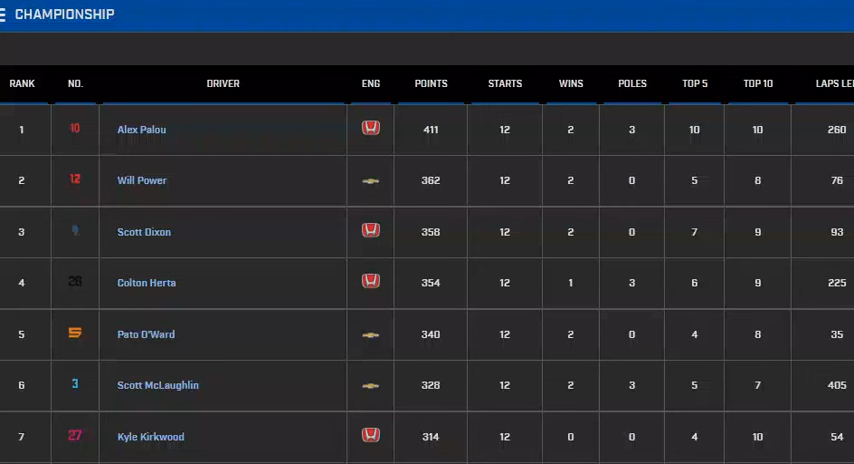 CHAMPIONSHIP
RANK NO. DRIVER ENG POINTS STARTS WINS POLES TOP 5 TOP 10 LAPS LE
1 10 Alex Palou 411 12 2 3 10 10 260
2 12 Will Power 362 12 2 0 5 8 76
3 9 Scott Dixon 358 12 2 0 7 9 93
4 26 Colton Herta 354 12 1 3 6 9 225
5 5 Pato O'Ward 340 12 2 0 4 8 35
6 3 Scott McLaughlin 328 12 2 3 5 7 405
7 27 Kyle Kirkwood 314 12 0 0 4 10 54